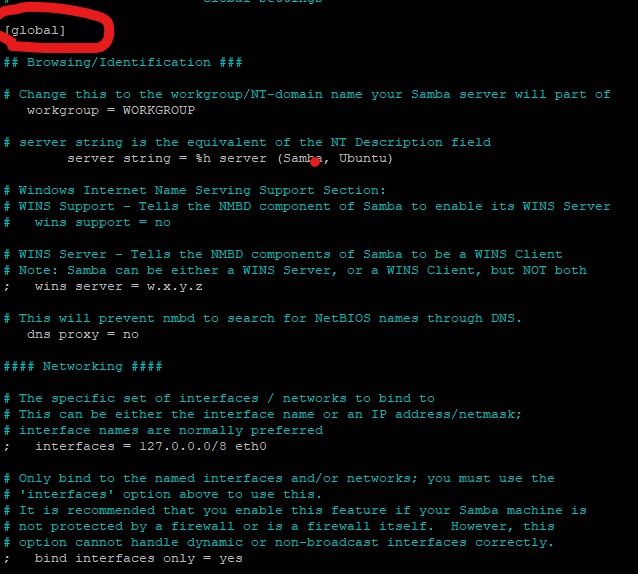 [global]
## Browsing/Identification ###
# Change this to the workgroup/NT-domain name your Samba server will part of
workgroup = WORKGROUP
# server string is the equivalent of the NT Description field
server string = %h server (Samba, Ubuntu)
# Windows Internet Name Serving Support Section:
# WINS Support - Tells the NMBD component of Samba to enable its WINS Server
#   wins support = no
# WINS Server - Tells the NMBD components of Samba to be a WINS Client
# Note: Samba can be either a WINS Server, or a WINS Client, but NOT both
;   wins server = w.x.y.z
# This will prevent nmbd to search for NetBIOS names through DNS.
dns proxy = no
#### Networking ####
# The specific set of interfaces / networks to bind to
# This can be either the interface name or an IP address/netmask;
# interface names are normally preferred
;   interfaces = 127.0.0.0/8 eth0
# Only bind to the named interfaces and/or networks; you must use the
# 'interfaces' option above to use this.
# It is recommended that you enable this feature if your Samba machine is
# not protected by a firewall or is a firewall itself.  However, this
# option cannot handle dynamic or non-broadcast interfaces correctly.
;   bind interfaces only = yes